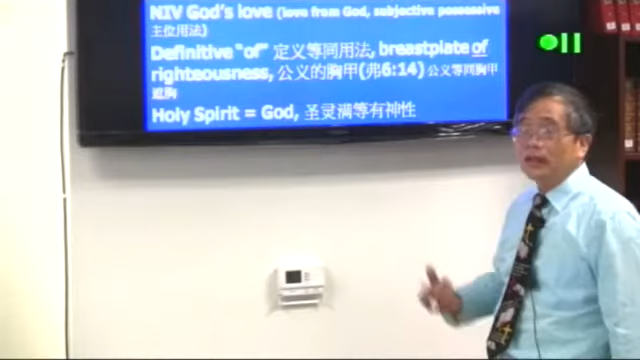 NIV God's love (love from God, subjective possessive
主位用法)
Definitive "of" 定义等同用法, breastplate of
righteousness, 公义的胸甲(弗6:14) 公义等同胸甲
Holy Spirit = God, 圣灵满等有神性